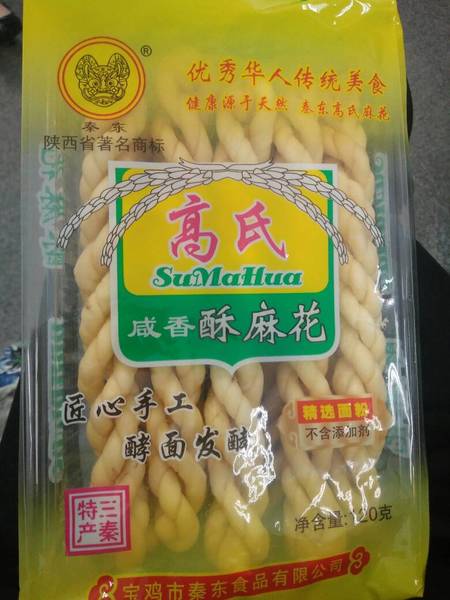 ®
秦东
陕西省著名商标
优秀华人传统美食
健康源于天然 秦东高氏麻花
高氏
SuMaHua
咸香酥麻花
匠心手工
酵面发酵
精选面粉
不含添加剂
三秦
特产
净含量:120克
宝鸡市秦东食品有限公司